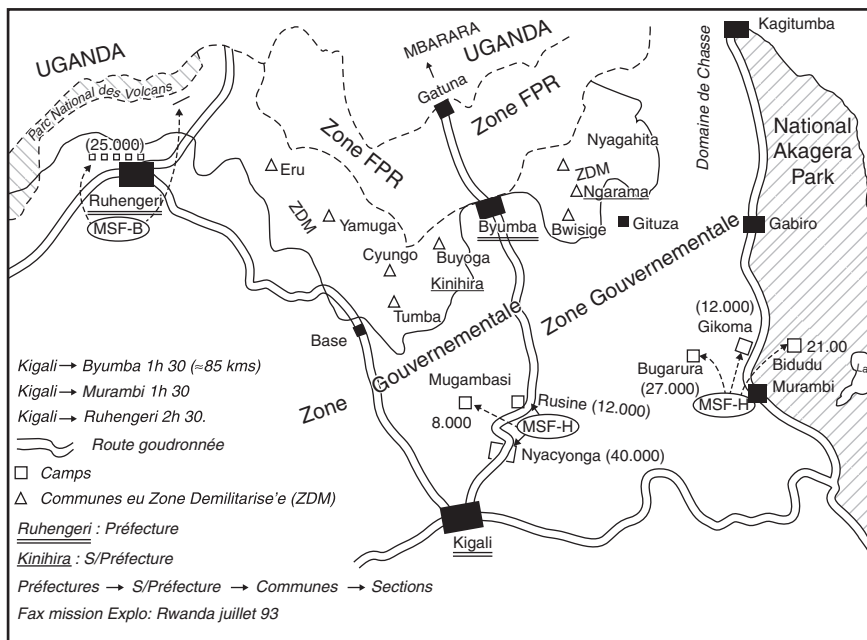 UGANDA
Parc National des Volcans
(25.000)
Ruhengeri
MSF-B
MBARARA
UGANDA
Gatuna
Zone FPR
Zone FPR
Kagitumba
Domaine de Chasse
National
Akagera
Park
Nyagahita
ZDM
Ngarama
Bwisige
Gituza
Gabiro
Eru
ZDM
Yamuga
Cyungo
Buyoga
Kinihira
Tumba
Byumba
Base
Zone Gouvernementale
Zone Gouvernementale
(12.000)
Gikoma
21.00
Bidudu
Bugarura
(27.000)
MSF-H
Murambi
La
Mugambasi
8.000
Rusine (12.000)
MSF-H
Nyacyonga (40.000)
Kigali
Kigali → Byumba 1h 30 (≈85 kms)
Kigali → Murambi 1h 30
Kigali → Ruhengeri 2h 30.
Route goudronnée
Camps
Communes eu Zone Demilitarise'e (ZDM)
Ruhengeri : Préfecture
Kinihira : S/Préfecture
Préfectures → S/Préfecture → Communes → Sections
Fax mission Explo: Rwanda juillet 93